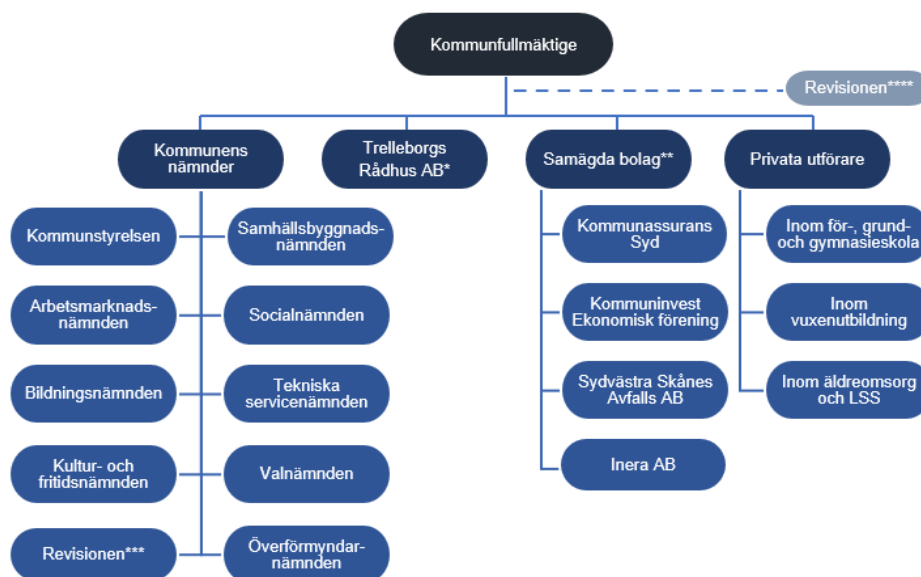 Kommunfullmäktige
Revisionen****
Kommunens
nämnder
Trelleborgs
Rådhus AB*
Samägda bolag**
Privata utförare
Kommunstyrelsen
Samhällsbyggnads-
nämnden
Kommunassurans
Syd
Inom för-, grund-
och gymnasieskola
Arbetsmarknads-
nämnden
Socialnämnden
Kommuninvest
Ekonomisk förening
Inom
vuxenutbildning
Bildningsnämnden
Tekniska
servicenämnden
Sydvästra Skånes
Avfalls AB
Inom äldreomsorg
och LSS
Kultur- och
fritidsnämnden
Valnämnden
Inera AB
Revisionen***
Överförmyndar-
nämnden